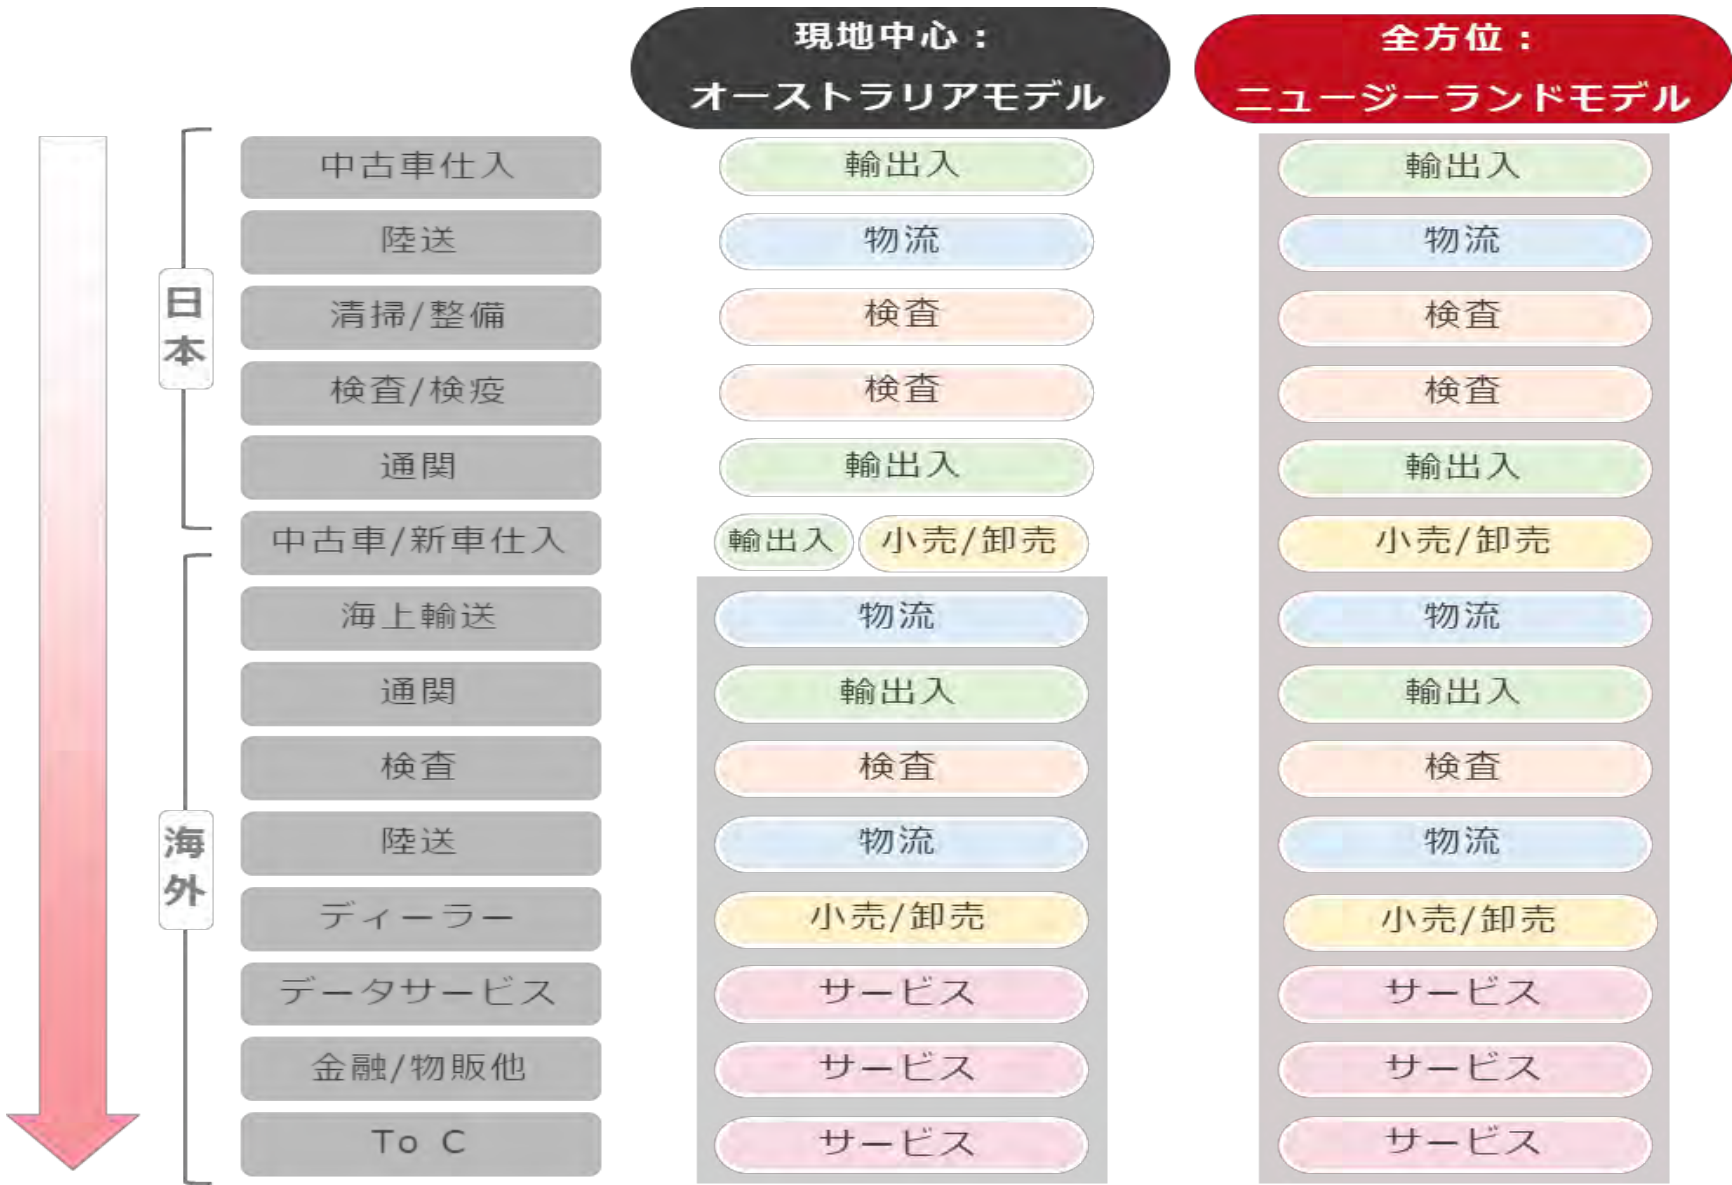 現地中心：
オーストラリアモデル
全方位：
ニュージーランドモデル
日本
中古車仕入 輸出入 輸出入
陸送 物流 物流
清掃/整備 検査 検査
検査/検疫 検査 検査
通関 輸出入 輸出入
海外
中古車/新車仕入 輸出入 小売/卸売 小売/卸売
海上輸送 物流 物流
通関 輸出入 輸出入
検査 検査 検査
陸送 物流 物流
ディーラー 小売/卸売 小売/卸売
データサービス サービス サービス
金融/物販他 サービス サービス
To C サービス サービス